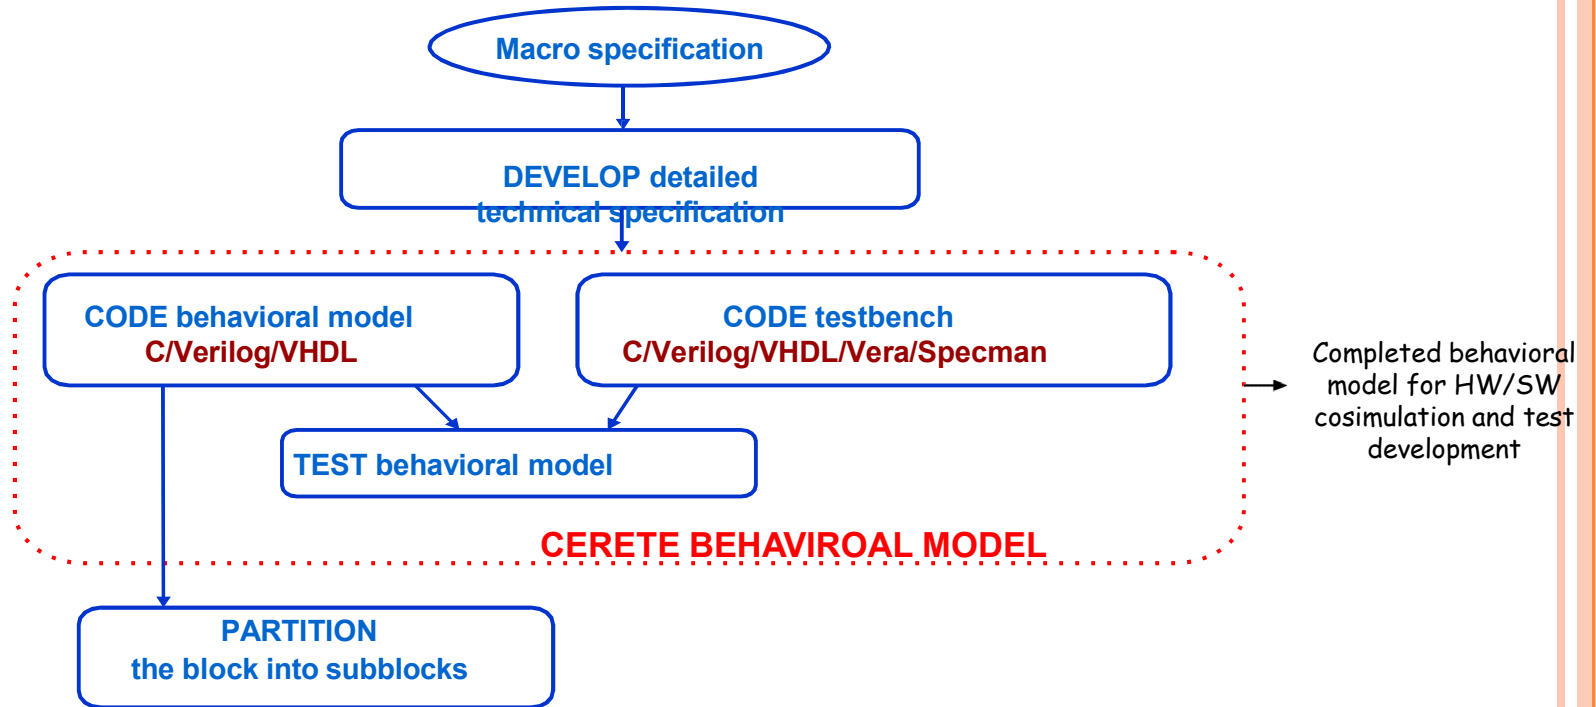 Macro specification
DEVELOP detailed
technical specification
CODE behavioral model
C/Verilog/VHDL
CODE testbench
C/Verilog/VHDL/Vera/Specman
TEST behavioral model
CERETE BEHAVIROAL MODEL
Completed behavioral
model for HW/SW
cosimulation and test
development
PARTITION
the block into subblocks